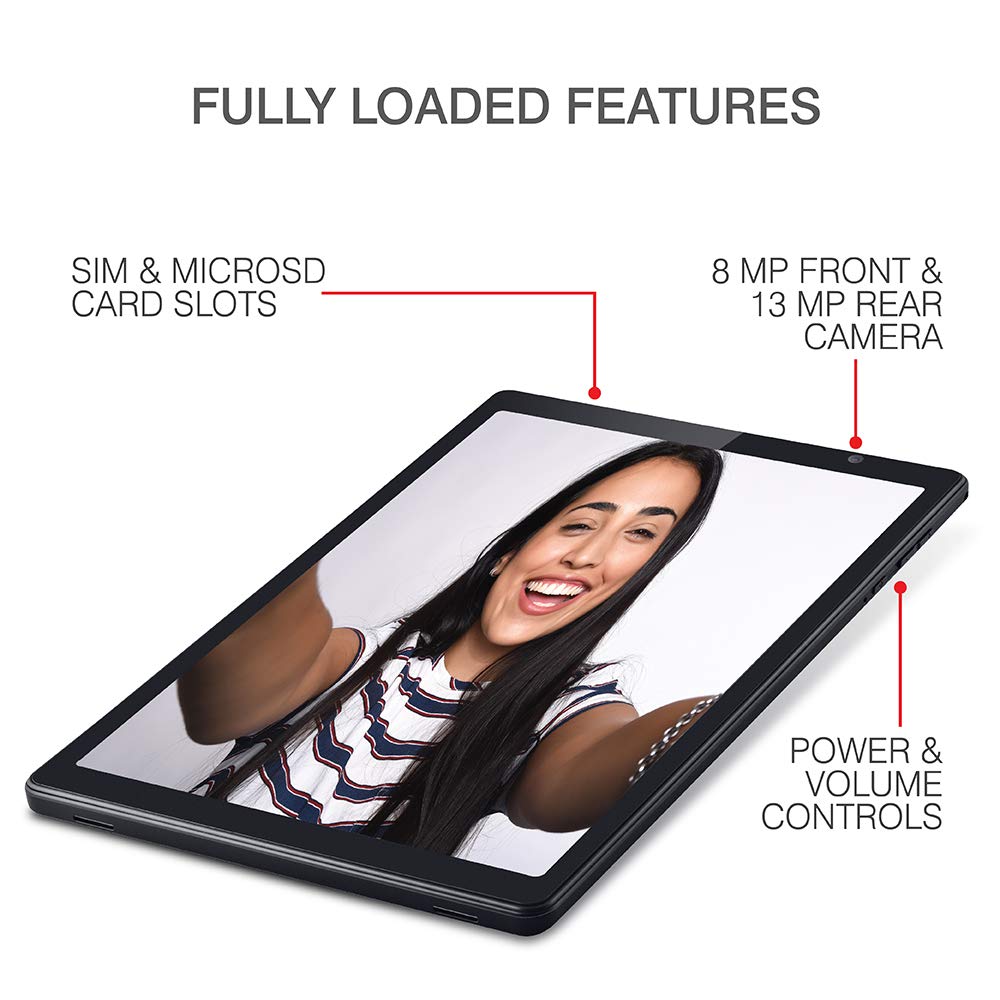 FULLY LOADED FEATURES
SIM & MICROSD
CARD SLOTS
8 MP FRONT &
13 MP REAR
CAMERA
POWER &
VOLUME
CONTROLS